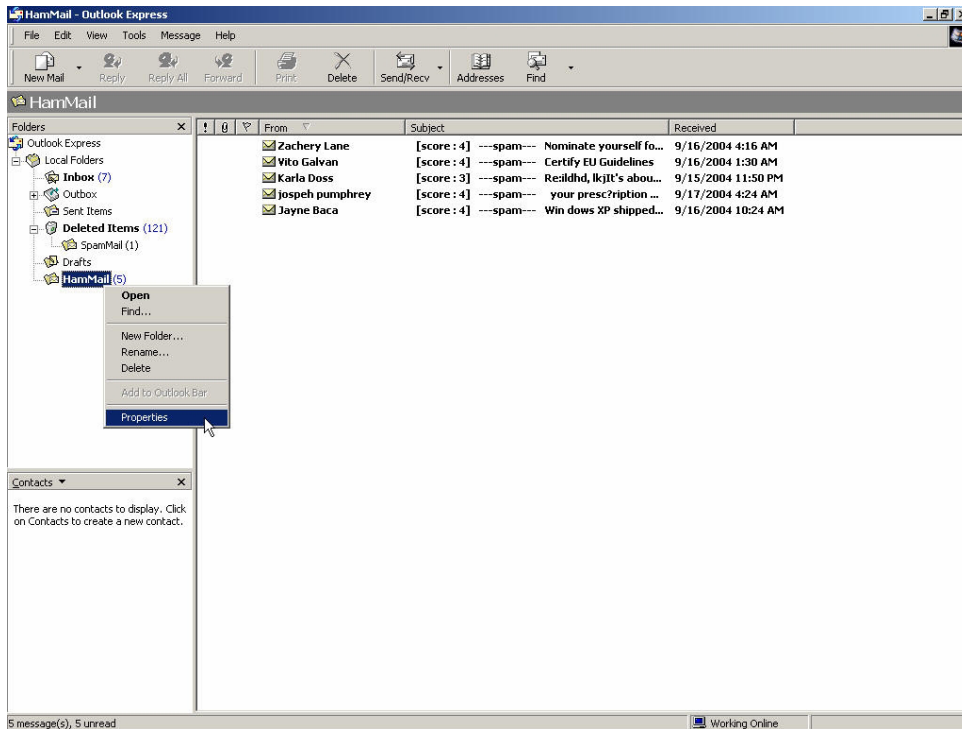 HamMail - Outlook Express
File Edit View Tools Message Help
New Mail Reply Reply All Forward Print Delete Send/Recv Addresses Find
HamMail
Folders
Outlook Express
Local Folders
Inbox (7)
Outbox
Sent Items
Deleted Items (121)
SpamMail (1)
Drafts
HamMail (5)
Open
Find...
New Folder...
Rename...
Delete
Add to Outlook Bar
Properties
Contacts
There are no contacts to display. Click
on Contacts to create a new contact.
! From Subject Received
Zachery Lane [score: 4] ---spam--- Nominate yourself fo... 9/16/2004 4:16 AM
Vito Galvan [score: 4] ---spam--- Certify EU Guidelines 9/16/2004 1:30 AM
Karla Doss [score: 3] ---spam--- Re:ildhd, lkjIt's abou... 9/15/2004 11:50 PM
jospeh pumphrey [score: 4] ---spam--- your presc?ription ... 9/17/2004 4:24 AM
Jayne Baca [score: 4] ---spam--- Win dows XP shipped... 9/16/2004 10:24 AM
5 message(s), 5 unread
Working Online